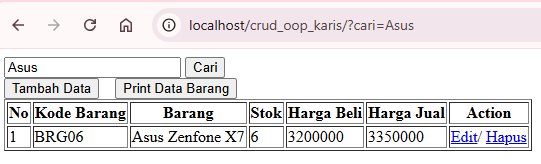 localhost/crud_oop_karis/?cari=Asus
Asus Cari
Tambah Data Print Data Barang
No Kode Barang Barang Stok Harga Beli Harga Jual Action
1 BRG06 Asus Zenfone X7 6 3200000 3350000 Edit/ Hapus